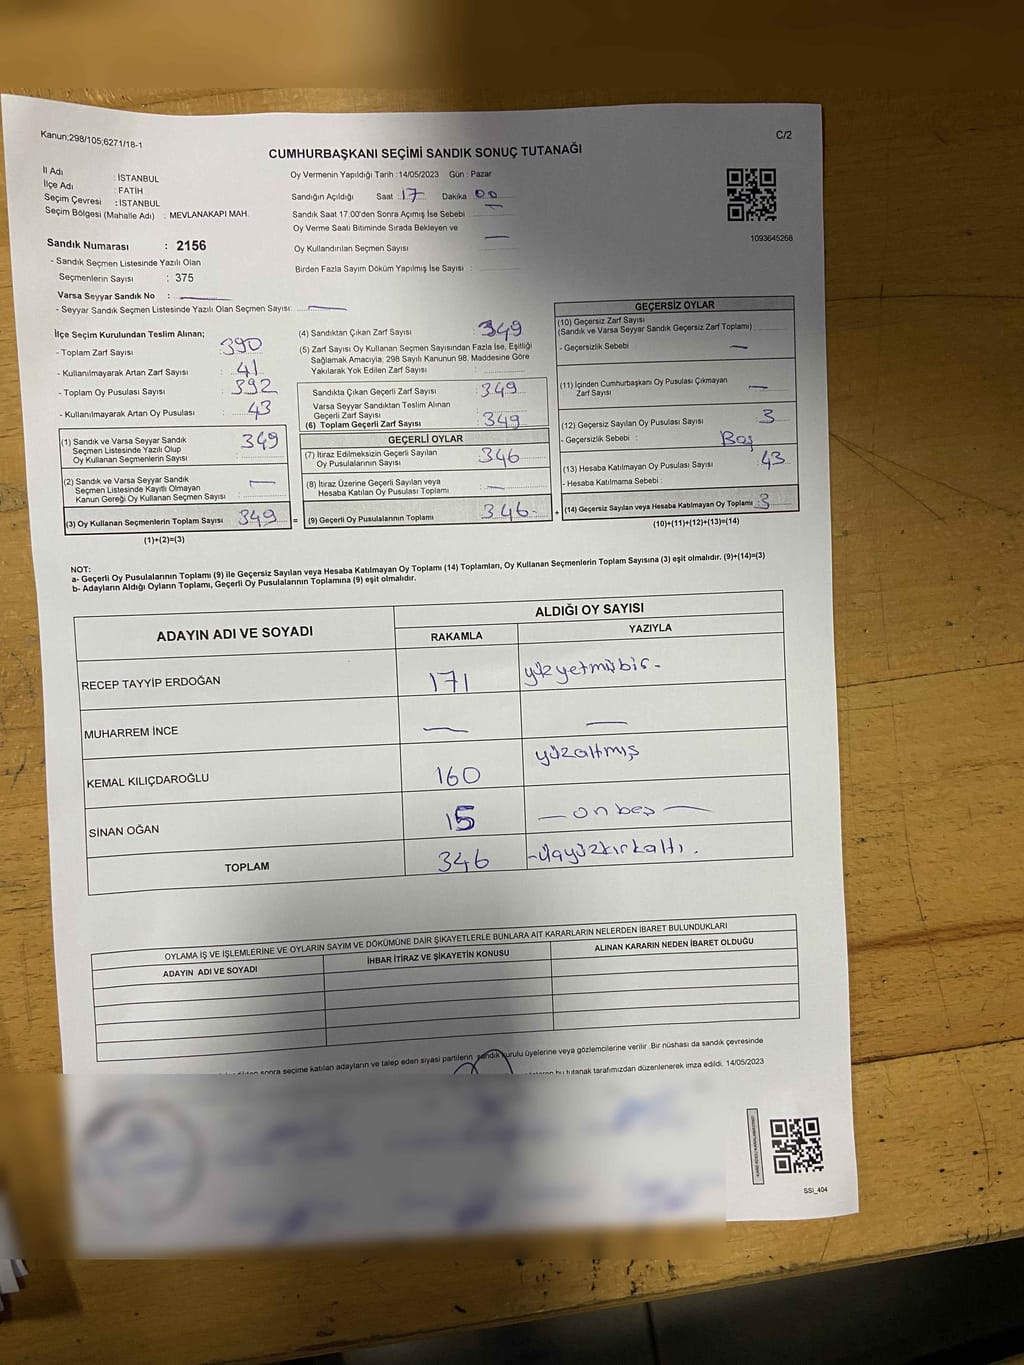 Kanun:298/105,6271/18-1
C/2
CUMHURBAŞKANI SEÇİMİ SANDIK SONUÇ TUTANAĞI
İl Adı : İSTANBUL
İlçe Adı : FATİH
Seçim Çevresi : İSTANBUL
Seçim Bölgesi (Mahalle Adı) : MEVLANAKAPI MAH.
Sandık Numarası : 2156
- Sandık Seçmen Listesinde Yazılı Olan
Seçmenlerin Sayısı : 375
Varsa Seyyar Sandık No : —
- Seyyar Sandık Seçmen Listesinde Yazılı Olan Seçmen Sayısı: —
Oy Vermenin Yapıldığı Tarih : 14/05/2023 Gün : Pazar
Sandığın Açıldığı Saat 17 Dakika 00
Sandık Saat 17.00'den Sonra Açımış İse Sebebi —
Oy Verme Saati Bitiminde Sırada Bekleyen ve
Oy Kullandırılan Seçmen Sayısı —
Birden Fazla Sayım Döküm Yapılmış İse Sayısı :
1093645268
İlçe Seçim Kurulundan Teslim Alınan;
- Toplam Zarf Sayısı : 390
- Kullanılmayarak Artan Zarf Sayısı : 41
- Toplam Oy Pusulası Sayısı : 392
- Kullanılmayarak Artan Oy Pusulası : 43
(1) Sandık ve Varsa Seyyar Sandık
Seçmen Listesinde Yazılı Olup
Oy Kullanan Seçmenlerin Sayısı 349
(2) Sandık ve Varsa Seyyar Sandık
Seçmen Listesinde Kayıtlı Olmayan
Kanun Gereği Oy Kullanan Seçmen Sayısı —
(3) Oy Kullanan Seçmenlerin Toplam Sayısı 349 =
(1)+(2)=(3)
(4) Sandıktan Çıkan Zarf Sayısı : 349
(5) Zarf Sayısı Oy Kullanan Seçmen Sayısından Fazla İse, Eşitliği
Sağlamak Amacıyla, 298 Sayılı Kanunun 98. Maddesine Göre
Yakılarak Yok Edilen Zarf Sayısı :
Sandıkta Çıkan Geçerli Zarf Sayısı : 349
Varsa Seyyar Sandıktan Teslim Alınan
Geçerli Zarf Sayısı
(6) Toplam Geçerli Zarf Sayısı : 349
GEÇERLİ OYLAR
(7) İtiraz Edilmeksizin Geçerli Sayılan
Oy Pusulalarının Sayısı : 346
(8) İtiraz Üzerine Geçerli Sayılan veya
Hesaba Katılan Oy Pusulası Toplamı : —
(9) Geçerli Oy Pusulalarının Toplamı 346 +
GEÇERSİZ OYLAR
(10) Geçersiz Zarf Sayısı
(Sandık ve Varsa Seyyar Sandık Geçersiz Zarf Toplamı)
- Geçersizlik Sebebi : —
(11) İçinden Cumhurbaşkanı Oy Pusulası Çıkmayan
Zarf Sayısı —
(12) Geçersiz Sayılan Oy Pusulası Sayısı : 3
- Geçersizlik Sebebi : Boş
(13) Hesaba Katılmayan Oy Pusulası Sayısı : 43
- Hesaba Katılmama Sebebi :
(14) Geçersiz Sayılan veya Hesaba Katılmayan Oy Toplamı : 3
(10)+(11)+(12)+(13)=(14)
NOT:
a- Geçerli Oy Pusulalarının Toplamı (9) ile Geçersiz Sayılan veya Hesaba Katılmayan Oy Toplamı (14) Toplamları, Oy Kullanan Seçmenlerin Toplam Sayısına (3) eşit olmalıdır. (9)+(14)=(3)
b- Adayların Aldığı Oyların Toplamı, Geçerli Oy Pusulalarının Toplamına (9) eşit olmalıdır.
ADAYIN ADI VE SOYADI
ALDIĞI OY SAYISI
RAKAMLA YAZIYLA
RECEP TAYYİP ERDOĞAN 171 yüzyetmişbir-
MUHARREM İNCE — —
KEMAL KILIÇDAROĞLU 160 yüzaltmış
SİNAN OĞAN 15 — on beş —
TOPLAM 346 -üçyüzkırkaltı.
OYLAMA İŞ VE İŞLEMLERİNE VE OYLARIN SAYIM VE DÖKÜMÜNE DAİR ŞİKAYETLERLE BUNLARA AİT KARARLARIN NELERDEN İBARET BULUNDUKLARI
ADAYIN ADI VE SOYADI İHBAR İTİRAZ VE ŞİKAYETİN KONUSU ALINAN KARARIN NEDEN İBARET OLDUĞU
sonra seçime katılan adayların ve talep eden siyasi partilerin sandık kurulu üyelerine veya gözlemcilerine verilir .Bir nüshası da sandık çevresinde
bu tutanak tarafımızdan düzenlenerek imza edildi. 14/05/2023
SSI_404